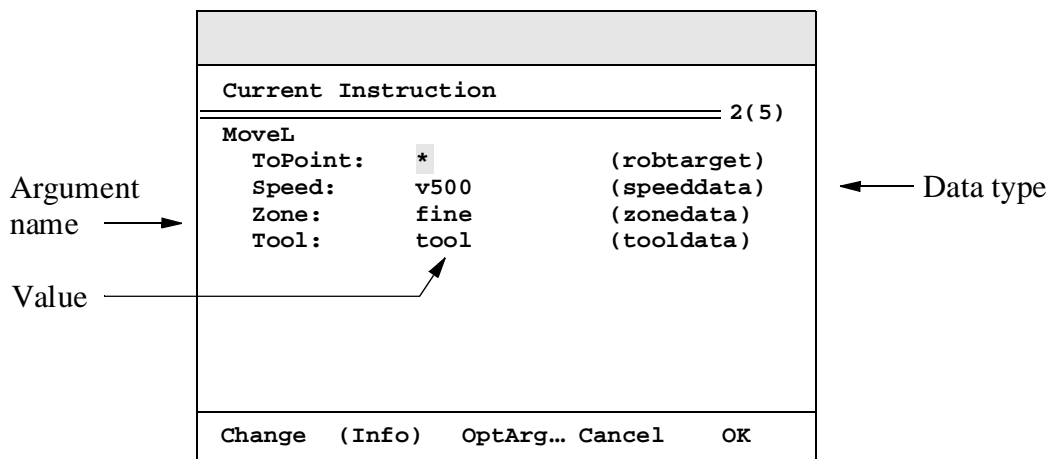 Current Instruction
2(5)
MoveL
ToPoint: * (robtarget)
Speed: v500 (speeddata)
Zone: fine (zonedata)
Tool: tool (tooldata)
Argument
name
Value
Data type
Change (Info) OptArg… Cancel OK